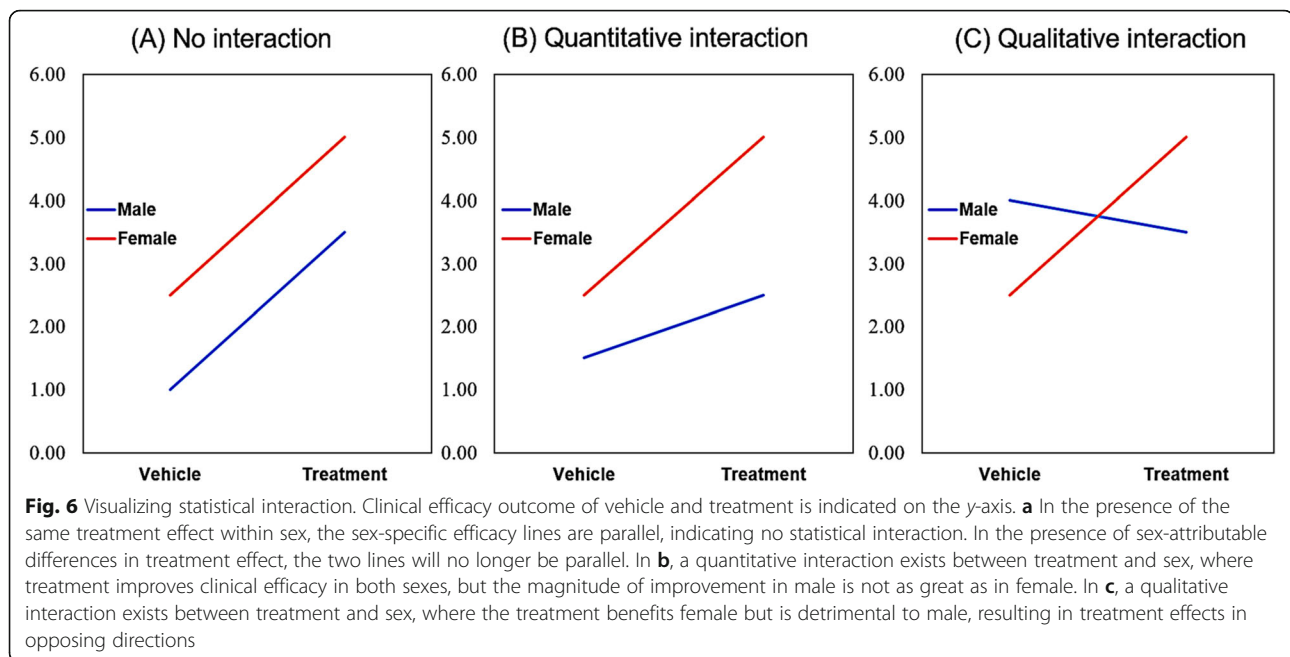 (A) No interaction
(B) Quantitative interaction
(C) Qualitative interaction
6.00
5.00
4.00
3.00
2.00
1.00
0.00
Male
Female
Vehicle
Treatment
6.00
5.00
4.00
3.00
2.00
1.00
0.00
Male
Female
Vehicle
Treatment
6.00
5.00
4.00
3.00
2.00
1.00
0.00
Male
Female
Vehicle
Treatment
Fig. 6 Visualizing statistical interaction. Clinical efficacy outcome of vehicle and treatment is indicated on the y-axis. a In the presence of the
same treatment effect within sex, the sex-specific efficacy lines are parallel, indicating no statistical interaction. In the presence of sex-attributable
differences in treatment effect, the two lines will no longer be parallel. In b, a quantitative interaction exists between treatment and sex, where
treatment improves clinical efficacy in both sexes, but the magnitude of improvement in male is not as great as in female. In c, a qualitative
interaction exists between treatment and sex, where the treatment benefits female but is detrimental to male, resulting in treatment effects in
opposing directions